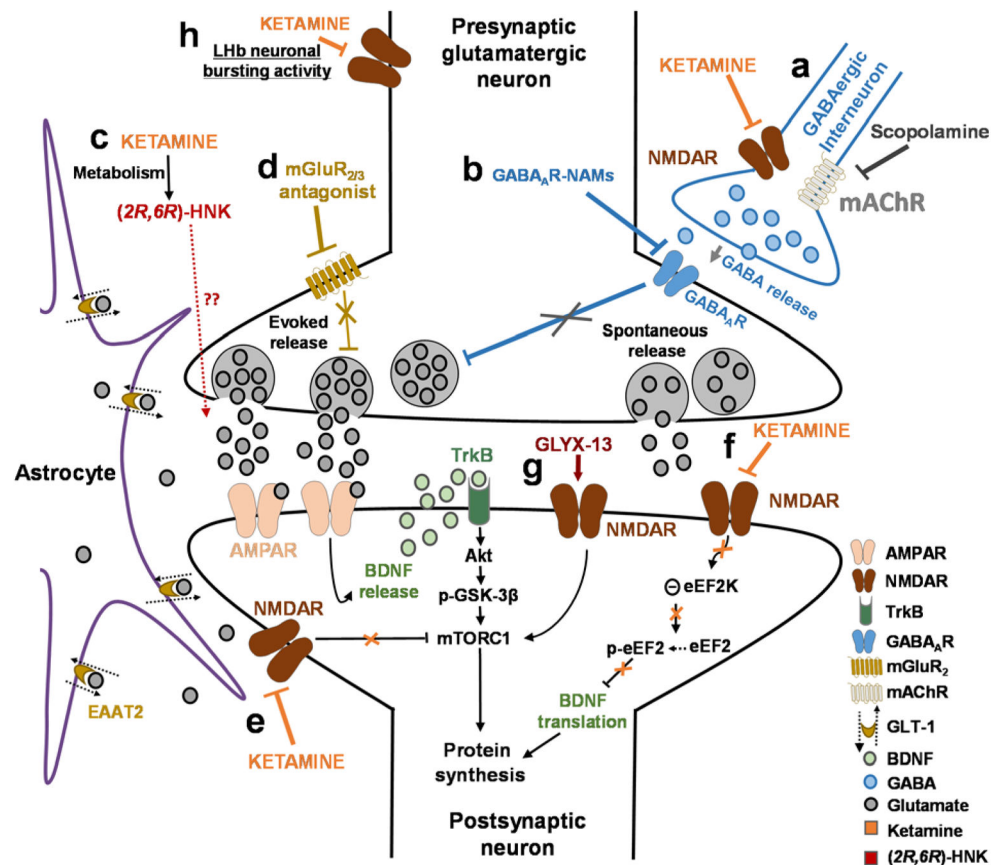 h
KETAMINE
LHb neuronal
bursting activity
Presynaptic
glutamatergic
neuron
a
KETAMINE
GABAergic
Interneuron
Scopolamine
NMDAR
mAChR
c
KETAMINE
Metabolism
(2R,6R)-HNK
??
d
mGluR2/3
antagonist
b
GABAAR-NAMs
GABA release
GABAAR
Evoked
release
Spontaneous
release
Astrocyte
TrkB
g
GLYX-13
f
KETAMINE
AMPAR
NMDAR
NMDAR
BDNF
release
Akt
p-GSK-3β
mTORC1
⊖ eEF2K
p-eEF2
eEF2
BDNF
translation
NMDAR
EAAT2
e
KETAMINE
Protein
synthesis
Postsynaptic
neuron
AMPAR
NMDAR
TrkB
GABAAR
mGluR2
mAChR
GLT-1
BDNF
GABA
Glutamate
Ketamine
(2R,6R)-HNK